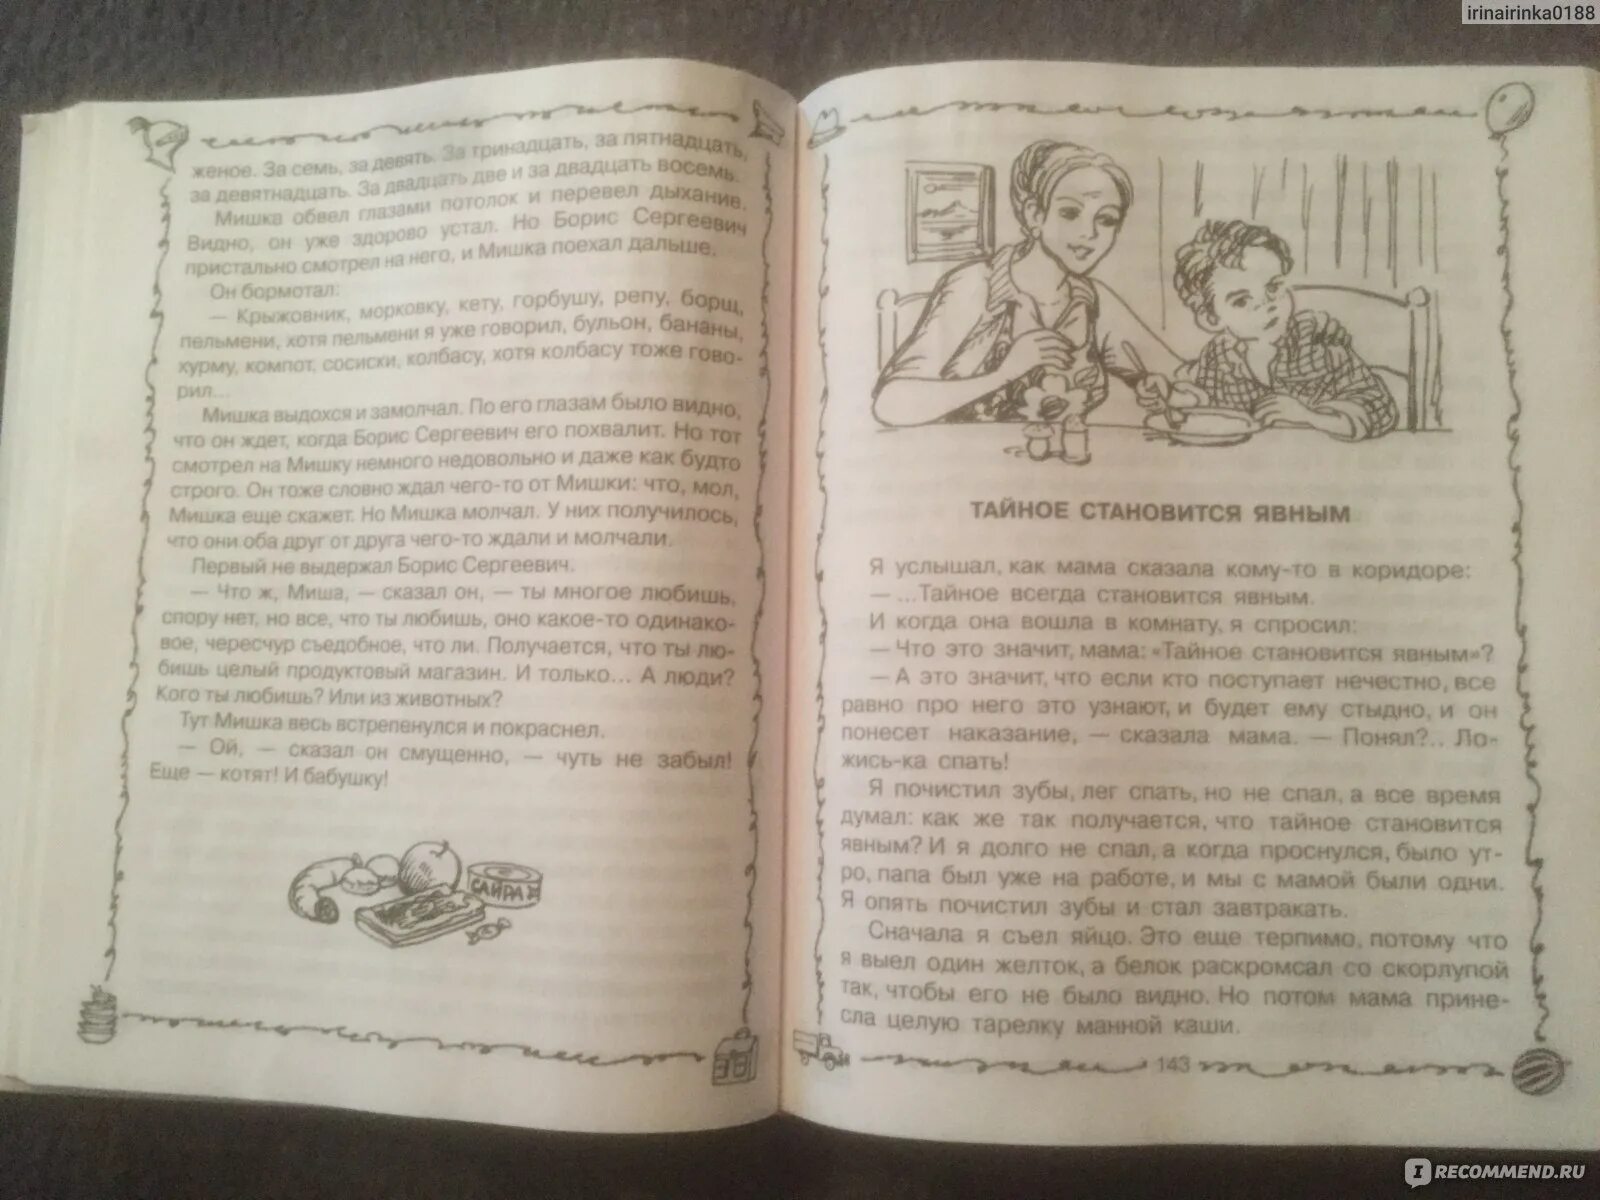 irinairinka0188
женое. За семь, за девять. За тринадцать, за пятнадцать,
за девятнадцать. За двадцать две и за двадцать восемь.
Мишка обвел глазами потолок и перевел дыхание.
Видно, он уже здорово устал. Но Борис Сергеевич
пристально смотрел на него, и Мишка поехал дальше.
Он бормотал:
— Крыжовник, морковку, кету, горбушу, репу, борщ,
пельмени, хотя пельмени я уже говорил, бульон, бананы,
хурму, компот, сосиски, колбасу, хотя колбасу тоже гово-
рил...
Мишка выдохся и замолчал. По его глазам было видно,
что он ждет, когда Борис Сергеевич его похвалит. Но тот
смотрел на Мишку немного недовольно и даже как будто
строго. Он тоже словно ждал чего-то от Мишки: что, мол,
Мишка еще скажет. Но Мишка молчал. У них получилось,
что они оба друг от друга чего-то ждали и молчали.
Первый не выдержал Борис Сергеевич.
— Что ж, Миша, — сказал он, — ты многое любишь,
спору нет, но все, что ты любишь, оно какое-то одинако-
вое, чересчур съедобное, что ли. Получается, что ты лю-
бишь целый продуктовый магазин. И только... А люди?
Кого ты любишь? Или из животных?
Тут Мишка весь встрепенулся и покраснел.
— Ой, — сказал он смущенно, — чуть не забыл!
Еще — котят! И бабушку!
САЙРА
ТАЙНОЕ СТАНОВИТСЯ ЯВНЫМ
Я услышал, как мама сказала кому-то в коридоре:
— ...Тайное всегда становится явным.
И когда она вошла в комнату, я спросил:
— Что это значит, мама: «Тайное становится явным»?
— А это значит, что если кто поступает нечестно, все
равно про него это узнают, и будет ему стыдно, и он
понесет наказание, — сказала мама. — Понял?.. Ло-
жись-ка спать!
Я почистил зубы, лег спать, но не спал, а все время
думал: как же так получается, что тайное становится
явным? И я долго не спал, а когда проснулся, было ут-
ро, папа был уже на работе, и мы с мамой были одни.
Я опять почистил зубы и стал завтракать.
Сначала я съел яйцо. Это еще терпимо, потому что
я выел один желток, а белок раскромсал со скорлупой
так, чтобы его не было видно. Но потом мама прине-
сла целую тарелку манной каши.
143
RECOMMEND.RU